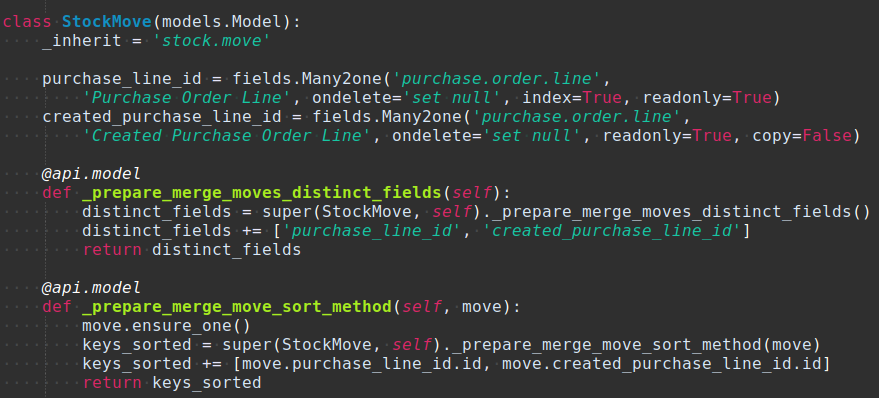 class StockMove(models.Model):
    _inherit = 'stock.move'

    purchase_line_id = fields.Many2one('purchase.order.line',
        'Purchase Order Line', ondelete='set null', index=True, readonly=True)
    created_purchase_line_id = fields.Many2one('purchase.order.line',
        'Created Purchase Order Line', ondelete='set null', readonly=True, copy=False)

    @api.model
    def _prepare_merge_moves_distinct_fields(self):
        distinct_fields = super(StockMove, self)._prepare_merge_moves_distinct_fields()
        distinct_fields += ['purchase_line_id', 'created_purchase_line_id']
        return distinct_fields

    @api.model
    def _prepare_merge_move_sort_method(self, move):
        move.ensure_one()
        keys_sorted = super(StockMove, self)._prepare_merge_move_sort_method(move)
        keys_sorted += [move.purchase_line_id.id, move.created_purchase_line_id.id]
        return keys_sorted